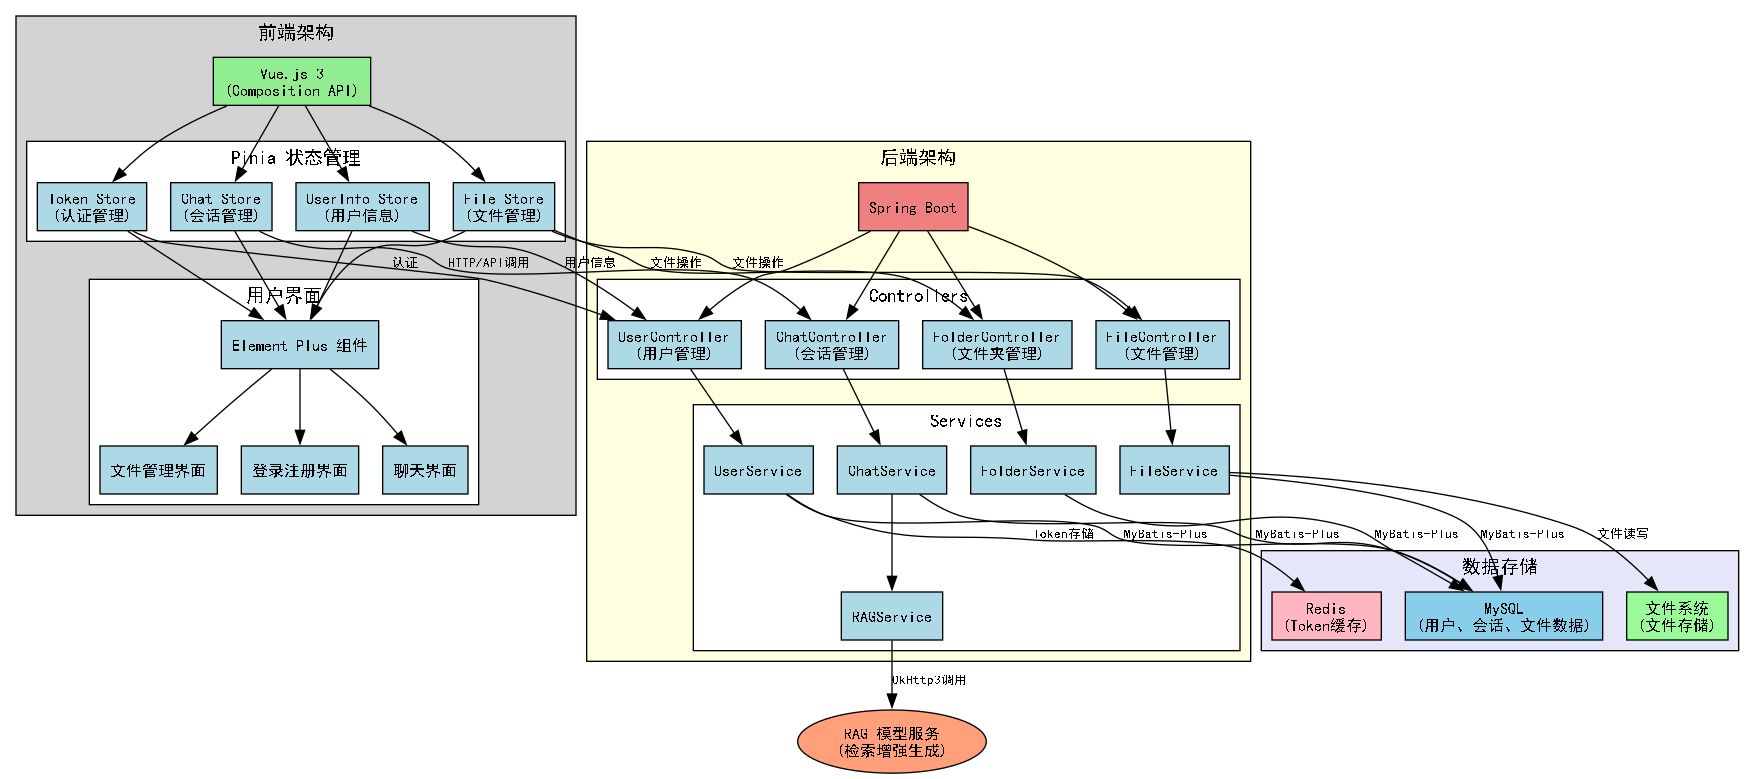 前端架构
Vue.js 3
(Composition API)
Pinia 状态管理
Token Store
(认证管理)
Chat Store
(会话管理)
UserInfo Store
(用户信息)
File Store
(文件管理)
用户界面
Element Plus 组件
文件管理界面
登录注册界面
聊天界面
后端架构
Spring Boot
认证
HTTP/API调用
用户信息
文件操作
文件操作
Controllers
UserController
(用户管理)
ChatController
(会话管理)
FolderController
(文件夹管理)
FileController
(文件管理)
Services
UserService
ChatService
FolderService
FileService
Token存储
MyBatis-Plus
MyBatis-Plus
MyBatis-Plus
MyBatis-Plus
文件读写
RAGService
数据存储
Redis
(Token缓存)
MySQL
(用户、会话、文件数据)
文件系统
(文件存储)
OkHttp3调用
RAG 模型服务
(检索增强生成)